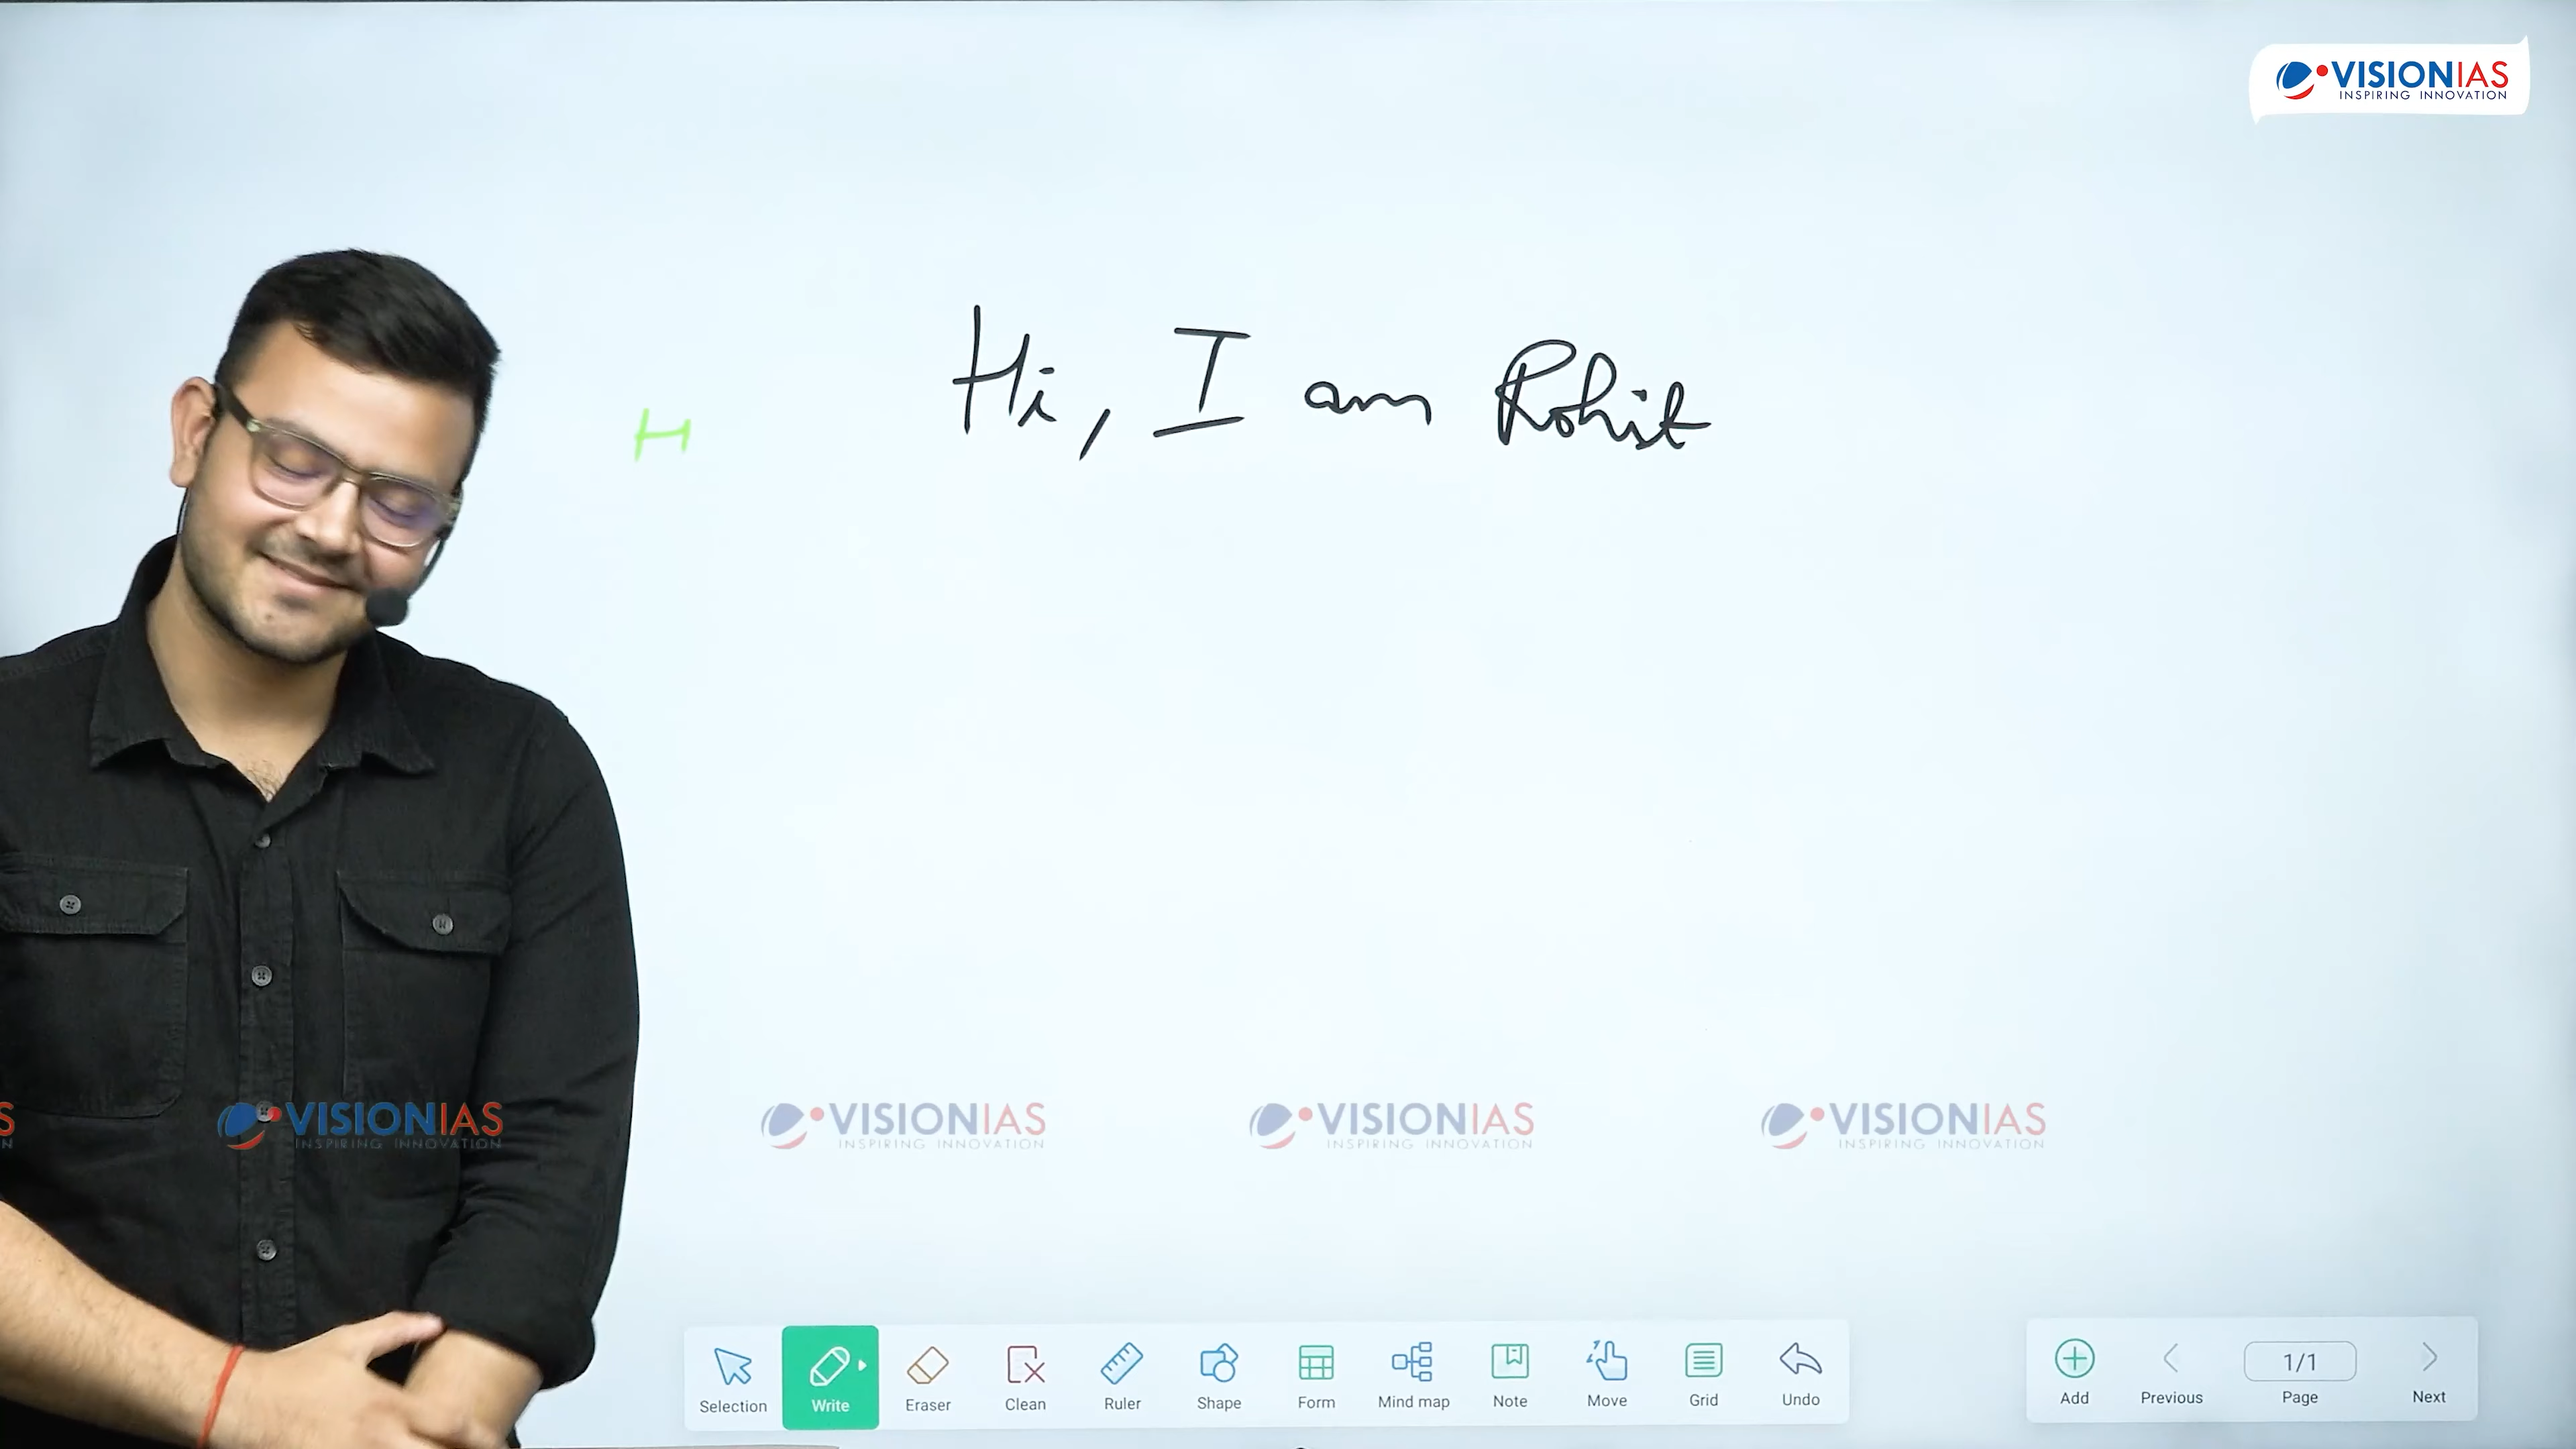 VISIONIAS
INSPIRING INNOVATION
H
Hi, I am Rohit
VISIONIAS
INSPIRING INNOVATION
VISIONIAS
INSPIRING INNOVATION
VISIONIAS
INSPIRING INNOVATION
VISIONIAS
INSPIRING INNOVATION
S
N
Selection Write Eraser Clean Ruler Shape Form Mind map Note Move Grid Undo
Add Previous 1/1 Page Next